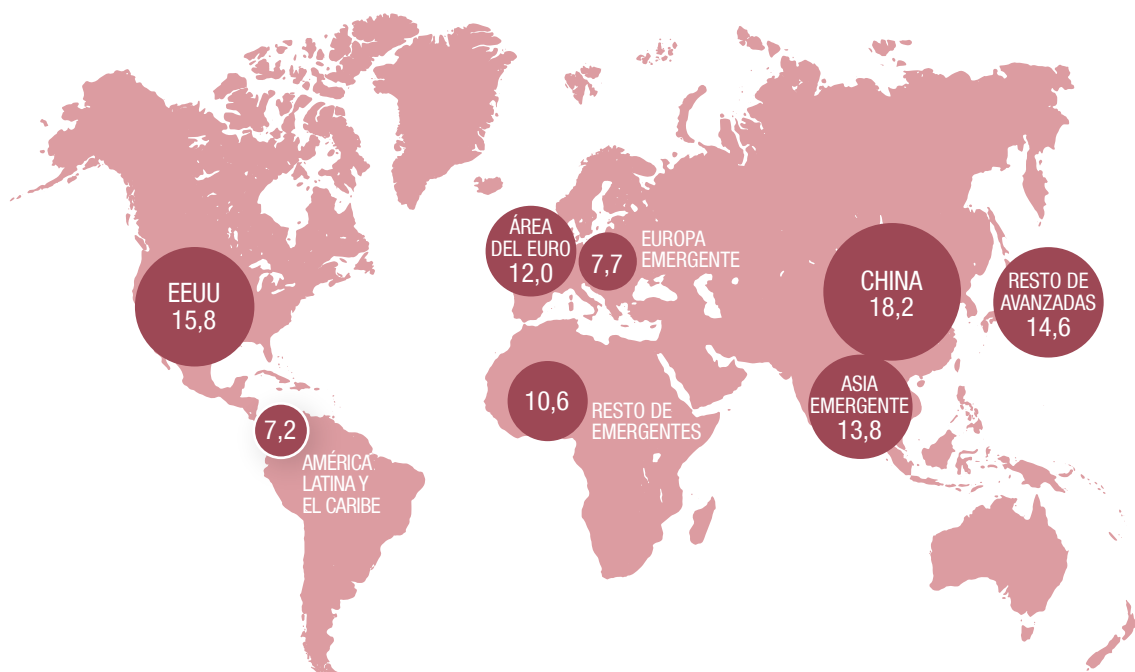 EEUU
15,8
7,2
AMÉRICA
LATINA Y
EL CARIBE
ÁREA
DEL EURO
12,0
7,7
EUROPA
EMERGENTE
10,6
RESTO DE
EMERGENTES
CHINA
18,2
ASIA
EMERGENTE
13,8
RESTO DE
AVANZADAS
14,6